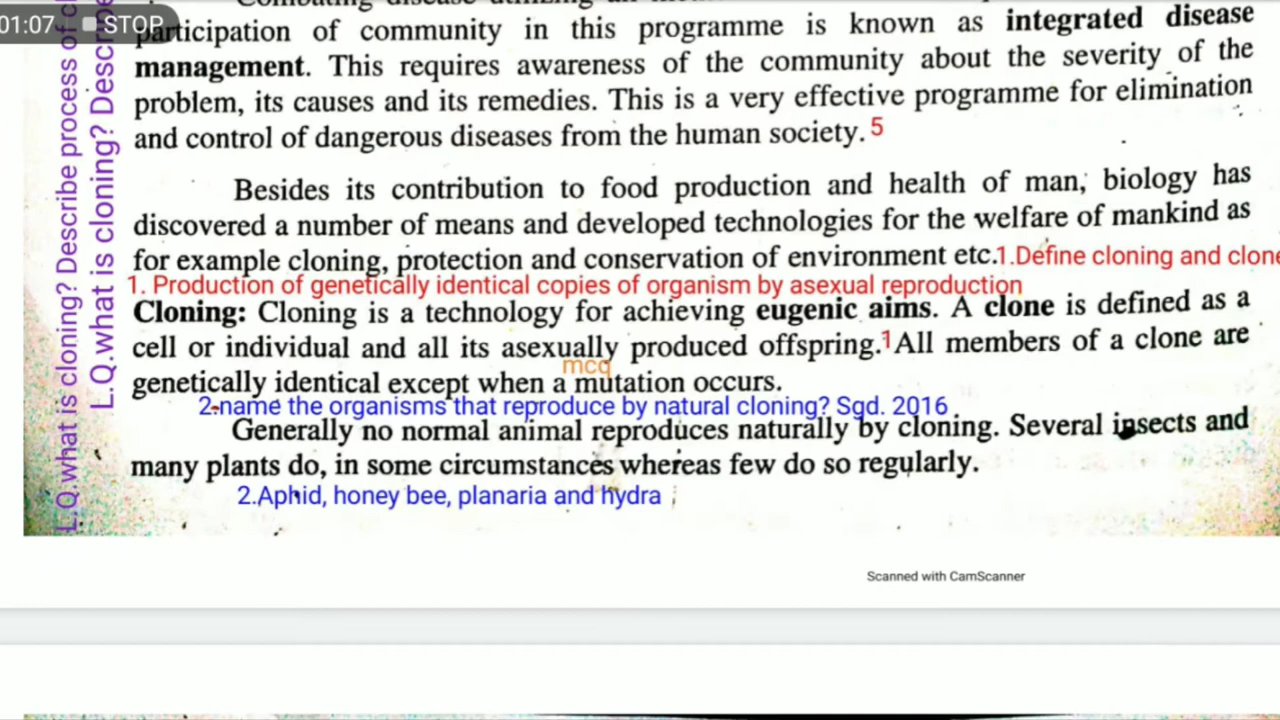 01:07 STOP
participation of community in this programme is known as integrated disease
management. This requires awareness of the community about the severity of the
problem, its causes and its remedies. This is a very effective programme for elimination
and control of dangerous diseases from the human society. 5
Besides its contribution to food production and health of man, biology has
discovered a number of means and developed technologies for the welfare of mankind as
for example cloning, protection and conservation of environment etc.1.Define cloning and clone
1. Production of genetically identical copies of organism by asexual reproduction
Cloning: Cloning is a technology for achieving eugenic aims. A clone is defined as a
cell or individual and all its asexually produced offspring.1 All members of a clone are
mcq
genetically identical except when a mutation occurs.
2-name the organisms that reproduce by natural cloning? Sgd. 2016
Generally no normal animal reproduces naturally by cloning. Several insects and
many plants do, in some circumstances whereas few do so regularly.
2.Aphid, honey bee, planaria and hydra
L.Q.what is cloning? Describe process of
L.Q.what is cloning? Describe
Scanned with CamScanner